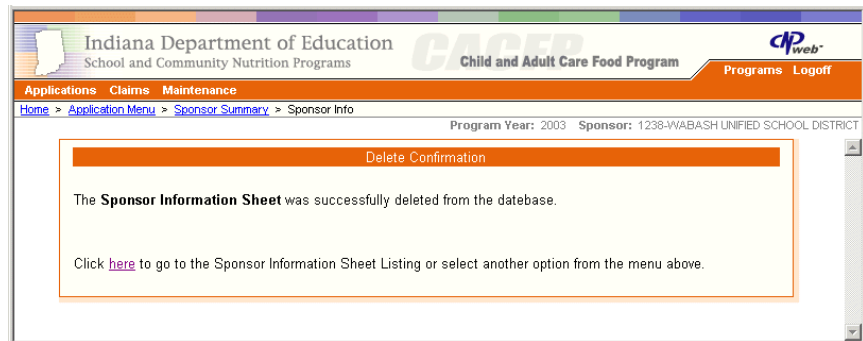 Indiana Department of Education
School and Community Nutrition Programs
CACFP
Child and Adult Care Food Program
CNPweb
Programs Logoff
Applications Claims Maintenance
Home > Application Menu > Sponsor Summary > Sponsor Info
Program Year: 2003 Sponsor: 1238-WABASH UNIFIED SCHOOL DISTRICT
Delete Confirmation
The Sponsor Information Sheet was successfully deleted from the datebase.
Click here to go to the Sponsor Information Sheet Listing or select another option from the menu above.